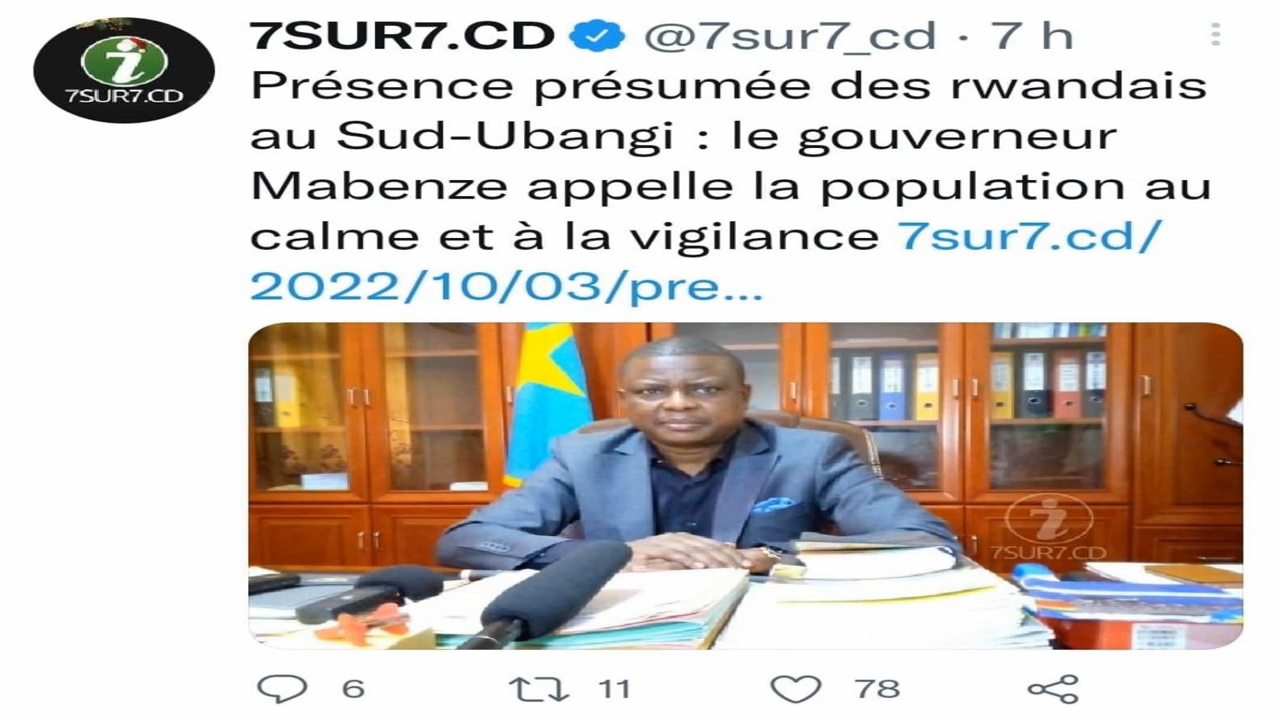 7SUR7.CD
7SUR7.CD @7sur7_cd · 7 h
Présence présumée des rwandais
au Sud-Ubangi : le gouverneur
Mabenze appelle la population au
calme et à la vigilance 7sur7.cd/
2022/10/03/pre...
7SUR7.CD
6 11 78